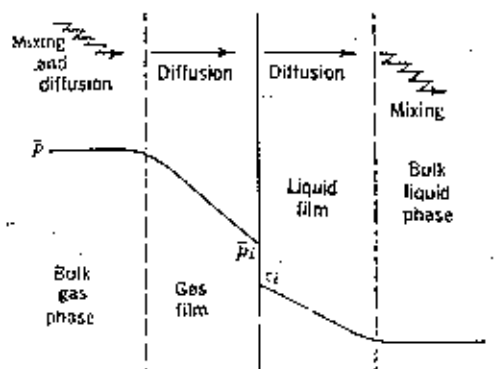 Mixing
and
diffusion
Diffusion
Diffusion
Mixing
p̄
Liquid
film
Bulk
liquid
phase
p̄i
ci
Bulk
gas
phase
Gas
film